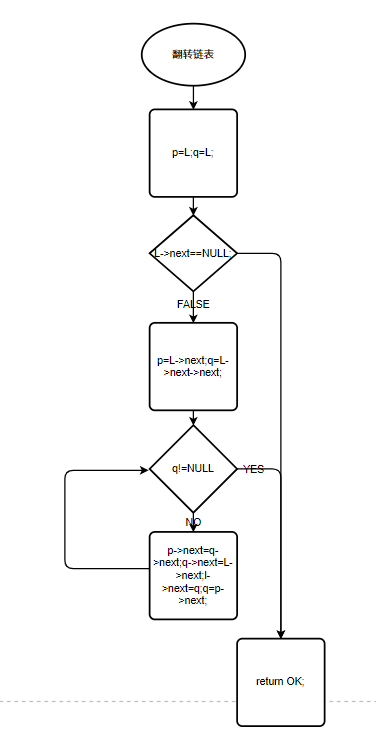 翻转链表
p=L;q=L;
L->next==NULL;
FALSE
p=L->next;q=L-
>next->next;
q!=NULL
YES
NO
p->next=q-
>next;q->next=L-
>next;l-
>next=q;q=p-
>next;
return OK;